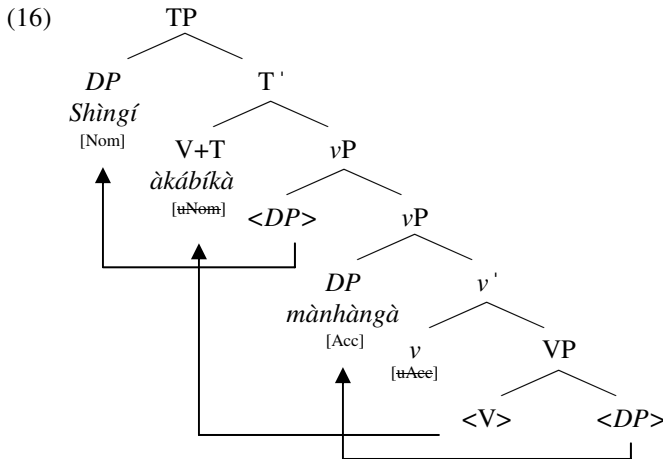 (16) TP
DP T'
Shìngí
[Nom] V+T vP
àkábíkà
[uNom] <DP> vP
DP v'
mànhàngà
[Acc] v VP
[uAcc]
<V> <DP>